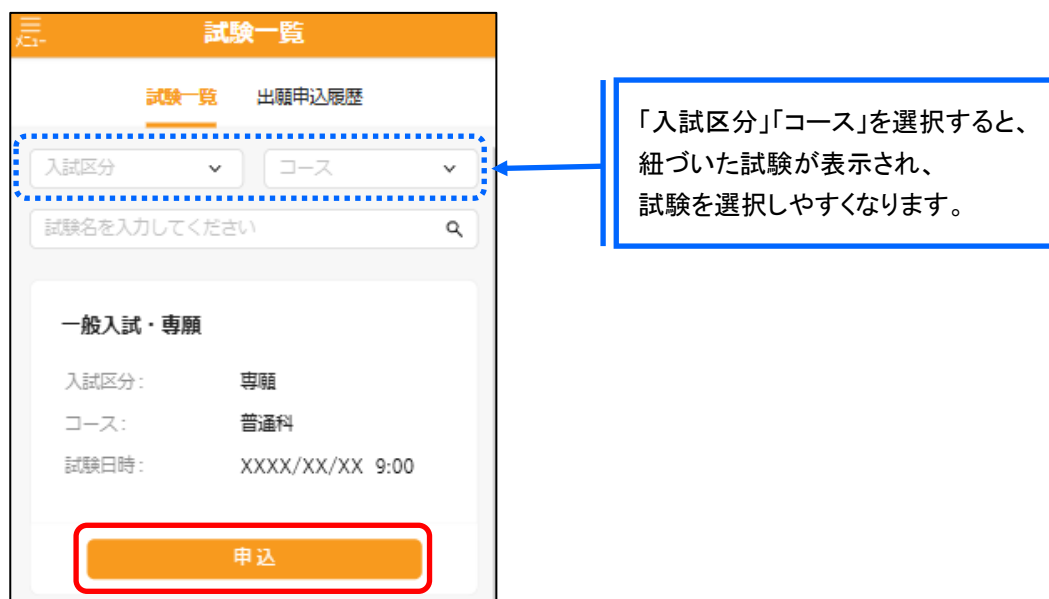 メニュー
試験一覧
試験一覧 出願申込履歴
入試区分 コース
試験名を入力してください
一般入試・専願
入試区分: 専願
コース: 普通科
試験日時: XXXX/XX/XX 9:00
申込
「入試区分」「コース」を選択すると、
紐づいた試験が表示され、
試験を選択しやすくなります。